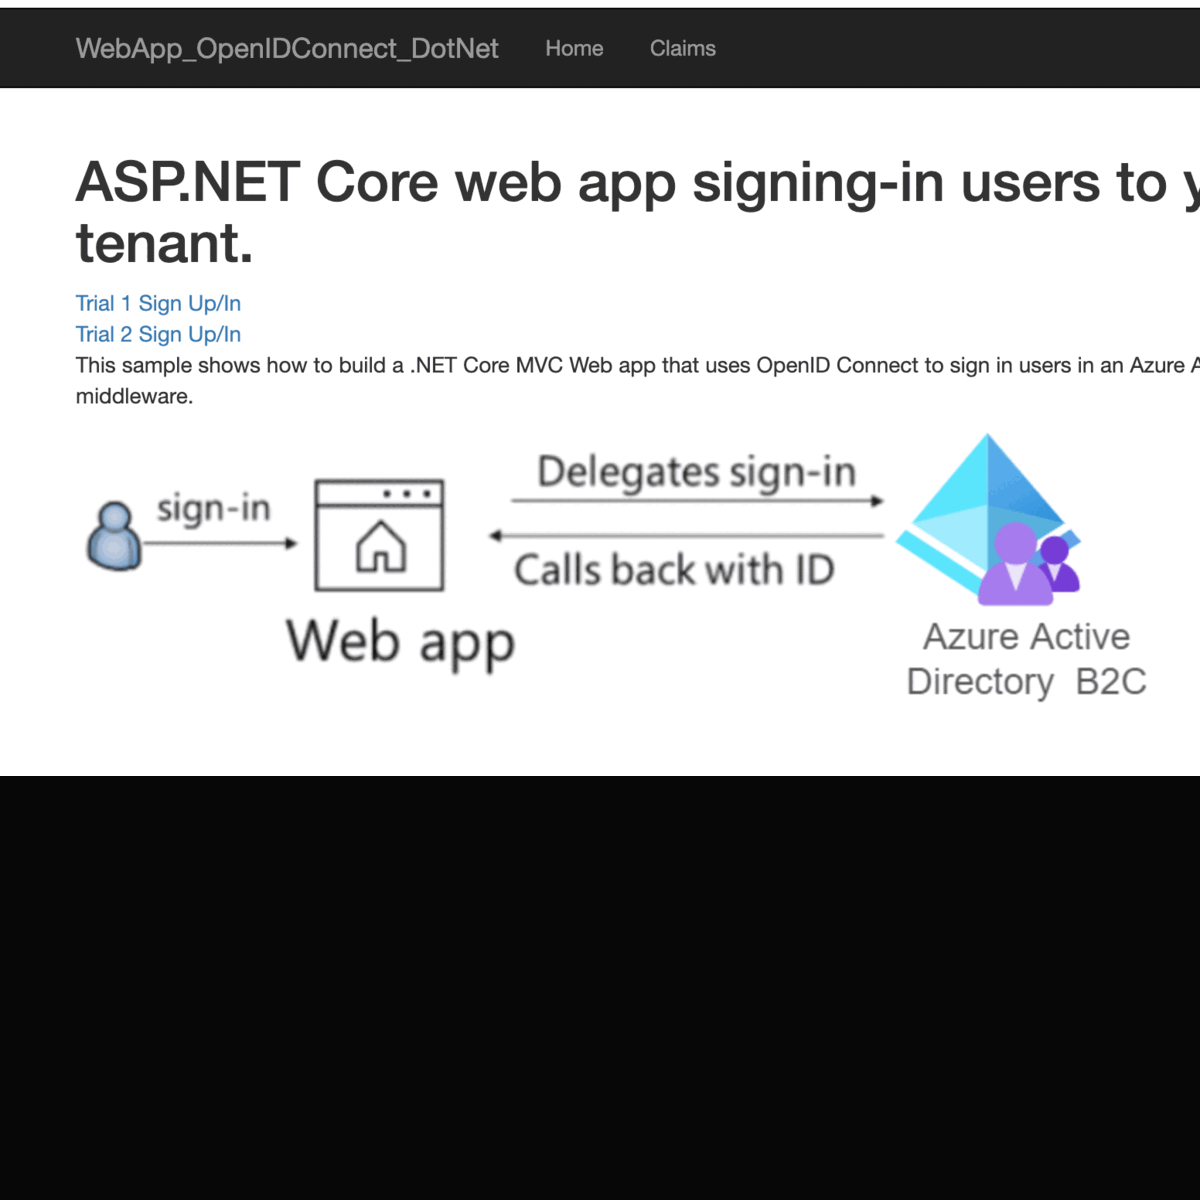 WebApp_OpenIDConnect_DotNet Home Claims
ASP.NET Core web app signing-in users to
tenant.
Trial 1 Sign Up/In
Trial 2 Sign Up/In
This sample shows how to build a .NET Core MVC Web app that uses OpenID Connect to sign in users in an Azure
middleware.
sign-in
Delegates sign-in
Calls back with ID
Web app
Azure Active
Directory B2C